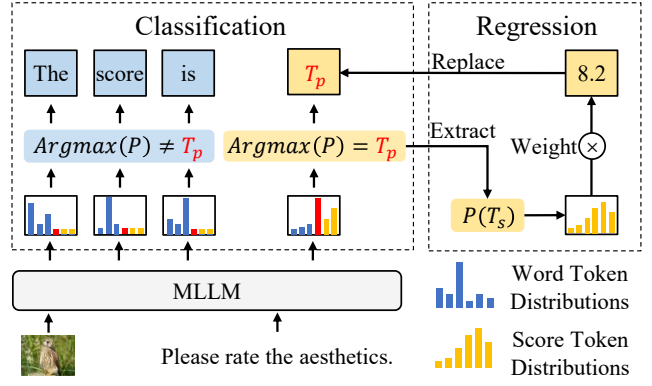 Classification
Regression
The score is
T_p
Replace
8.2
Argmax(P) ≠ T_p
Argmax(P) = T_p
Extract
Weight
×
P(T_s)
MLLM
Word Token
Distributions
Please rate the aesthetics.
Score Token
Distributions